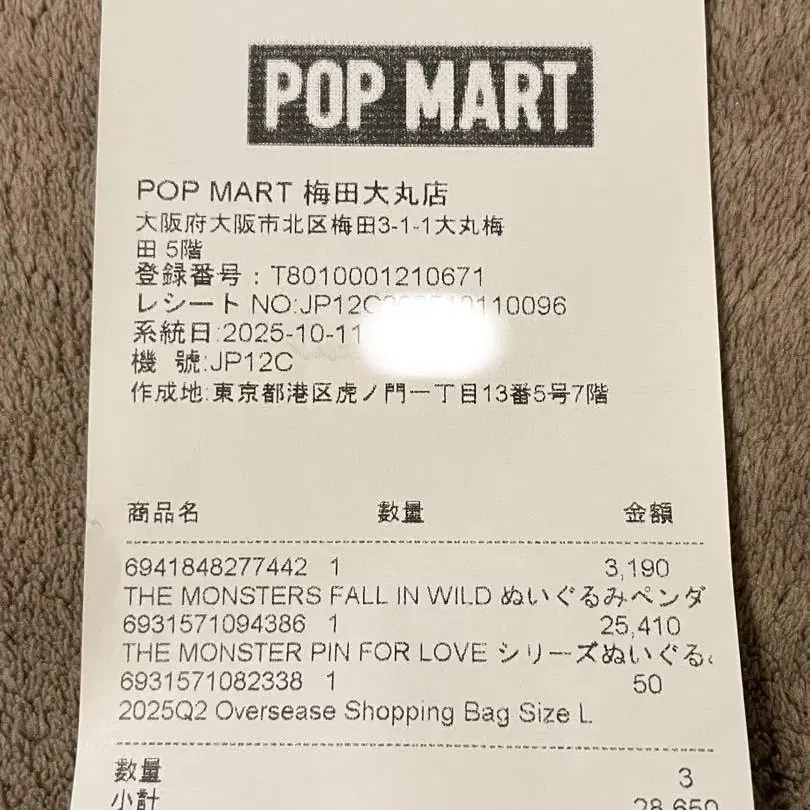 POP MART
POP MART 梅田大丸店
大阪府大阪市北区梅田3-1-1大丸梅
田 5階
登録番号：T8010001210671
レシート NO:
系統日:2025-10-11
機 號:JP12C
作成地:東京都港区虎ノ門一丁目13番5号7階
商品名 数量 金額
6941848277442 1 3,190
THE MONSTERS FALL IN WILD ぬいぐるみペンダ
6931571094386 1 25,410
THE MONSTER PIN FOR LOVE シリーズぬいぐる
6931571082338 1 50
2025Q2 Oversease Shopping Bag Size L
数量 3
小計 28,650